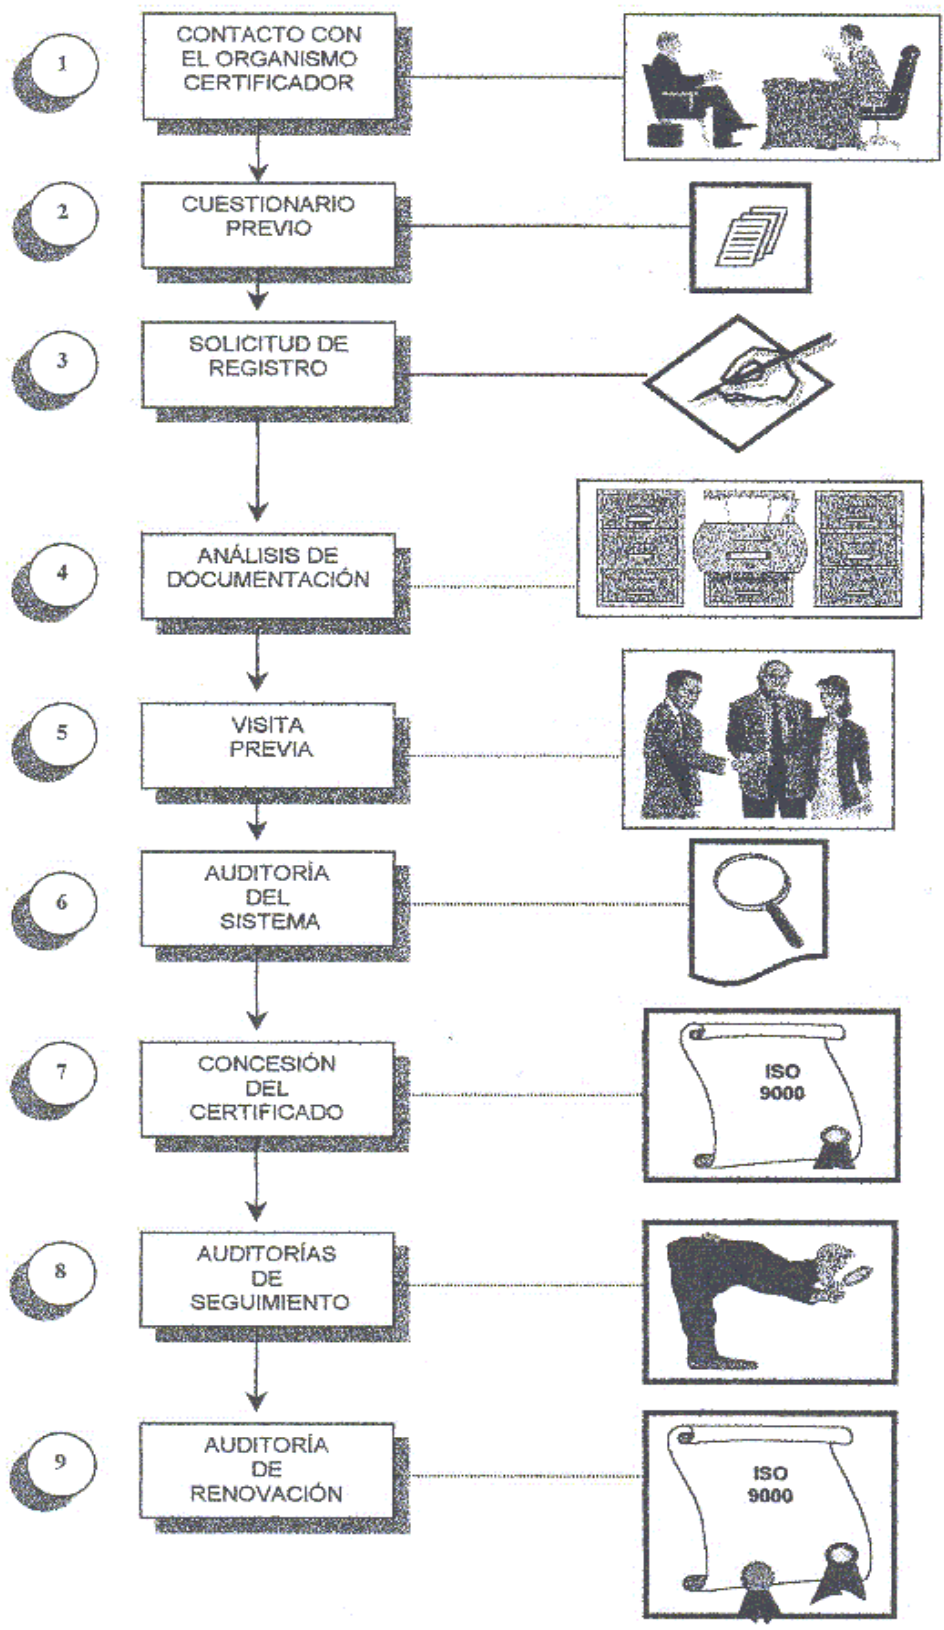 1
CONTACTO CON
EL ORGANISMO
CERTIFICADOR
2
CUESTIONARIO
PREVIO
3
SOLICITUD DE
REGISTRO
4
ANÁLISIS DE
DOCUMENTACIÓN
5
VISITA
PREVIA
6
AUDITORÍA
DEL
SISTEMA
7
CONCESIÓN
DEL
CERTIFICADO
ISO
9000
8
AUDITORÍAS
DE
SEGUIMIENTO
9
AUDITORÍA
DE
RENOVACIÓN
ISO
9000